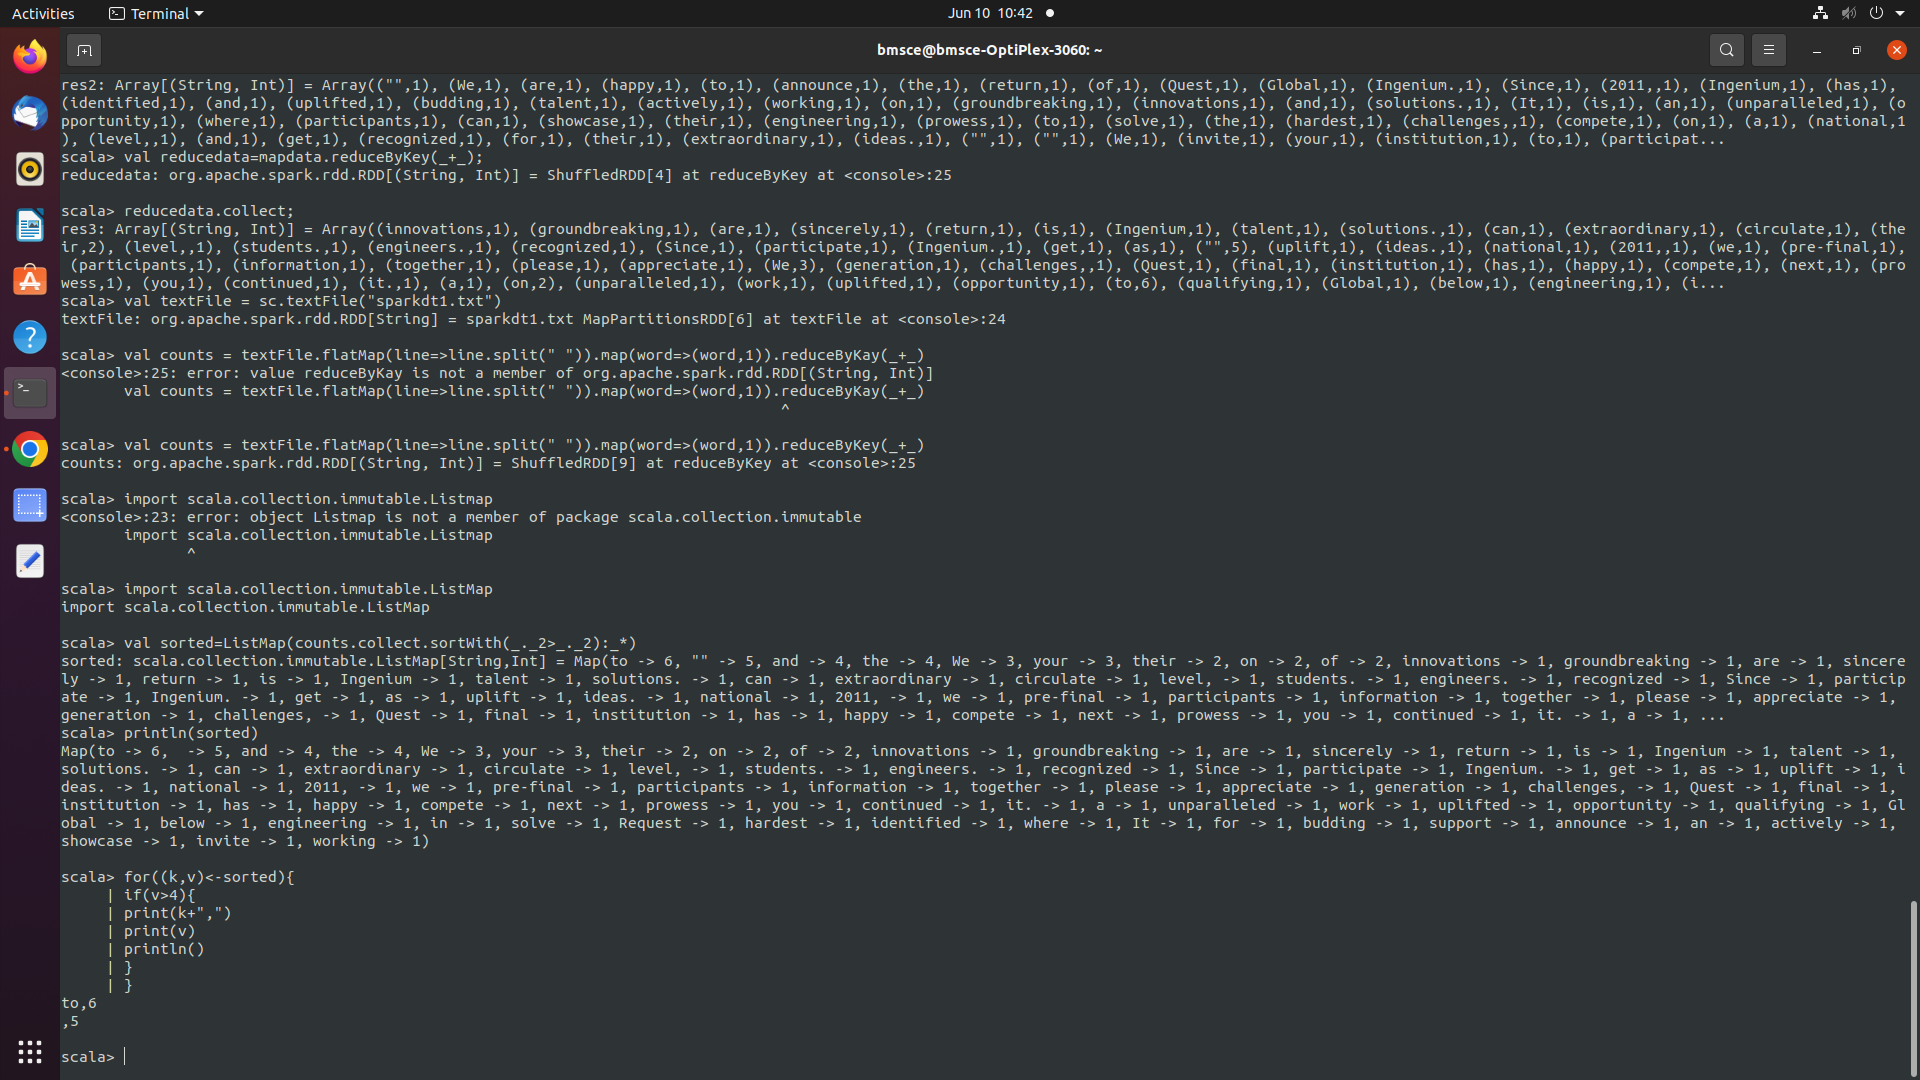 Activities
Terminal
Jun 10 10:42
bmsce@bmsce-OptiPlex-3060: ~
res2: Array[(String, Int)] = Array(("",1), (We,1), (are,1), (happy,1), (to,1), (announce,1), (the,1), (return,1), (of,1), (Quest,1), (Global,1), (Ingenium.,1), (Since,1), (2011,,1), (Ingenium,1), (has,1),
(identified,1), (and,1), (uplifted,1), (budding,1), (talent,1), (actively,1), (working,1), (on,1), (groundbreaking,1), (innovations,1), (and,1), (solutions.,1), (It,1), (is,1), (an,1), (unparalleled,1), (o
pportunity,1), (where,1), (participants,1), (can,1), (showcase,1), (their,1), (engineering,1), (prowess,1), (to,1), (solve,1), (the,1), (hardest,1), (challenges,,1), (compete,1), (on,1), (a,1), (national,1
), (level,,1), (and,1), (get,1), (recognized,1), (for,1), (their,1), (extraordinary,1), (ideas.,1), ("",1), ("",1), (We,1), (invite,1), (your,1), (institution,1), (to,1), (participat...
scala> val reducedata=mapdata.reduceByKey(_+_);
reducedata: org.apache.spark.rdd.RDD[(String, Int)] = ShuffledRDD[4] at reduceByKey at <console>:25
scala> reducedata.collect;
res3: Array[(String, Int)] = Array((innovations,1), (groundbreaking,1), (are,1), (sincerely,1), (return,1), (is,1), (Ingenium,1), (talent,1), (solutions.,1), (can,1), (extraordinary,1), (circulate,1), (the
ir,2), (level,,1), (students.,1), (engineers.,1), (recognized,1), (Since,1), (participate,1), (Ingenium.,1), (get,1), (as,1), ("",5), (uplift,1), (ideas.,1), (national,1), (2011,,1), (we,1), (pre-final,1),
(participants,1), (information,1), (together,1), (please,1), (appreciate,1), (We,3), (generation,1), (challenges,,1), (Quest,1), (final,1), (institution,1), (has,1), (happy,1), (compete,1), (next,1), (pro
wess,1), (you,1), (continued,1), (it.,1), (a,1), (on,2), (unparalleled,1), (work,1), (uplifted,1), (opportunity,1), (to,6), (qualifying,1), (Global,1), (below,1), (engineering,1), (i...
scala> val textFile = sc.textFile("sparkdt1.txt")
textFile: org.apache.spark.rdd.RDD[String] = sparkdt1.txt MapPartitionsRDD[6] at textFile at <console>:24
scala> val counts = textFile.flatMap(line=>line.split(" ")).map(word=>(word,1)).reduceByKay(_+_)
<console>:25: error: value reduceByKay is not a member of org.apache.spark.rdd.RDD[(String, Int)]
val counts = textFile.flatMap(line=>line.split(" ")).map(word=>(word,1)).reduceByKay(_+_)
^
scala> val counts = textFile.flatMap(line=>line.split(" ")).map(word=>(word,1)).reduceByKey(_+_)
counts: org.apache.spark.rdd.RDD[(String, Int)] = ShuffledRDD[9] at reduceByKey at <console>:25
scala> import scala.collection.immutable.Listmap
<console>:23: error: object Listmap is not a member of package scala.collection.immutable
import scala.collection.immutable.Listmap
^
scala> import scala.collection.immutable.ListMap
import scala.collection.immutable.ListMap
scala> val sorted=ListMap(counts.collect.sortWith(_._2>_._2):_*)
sorted: scala.collection.immutable.ListMap[String,Int] = Map(to -> 6, "" -> 5, and -> 4, the -> 4, We -> 3, your -> 3, their -> 2, on -> 2, of -> 2, innovations -> 1, groundbreaking -> 1, are -> 1, sincere
ly -> 1, return -> 1, is -> 1, Ingenium -> 1, talent -> 1, solutions. -> 1, can -> 1, extraordinary -> 1, circulate -> 1, level, -> 1, students. -> 1, engineers. -> 1, recognized -> 1, Since -> 1, particip
ate -> 1, Ingenium. -> 1, get -> 1, as -> 1, uplift -> 1, ideas. -> 1, national -> 1, 2011, -> 1, we -> 1, pre-final -> 1, participants -> 1, information -> 1, together -> 1, please -> 1, appreciate -> 1,
generation -> 1, challenges, -> 1, Quest -> 1, final -> 1, institution -> 1, has -> 1, happy -> 1, compete -> 1, next -> 1, prowess -> 1, you -> 1, continued -> 1, it. -> 1, a -> 1, ...
scala> println(sorted)
Map(to -> 6,  -> 5, and -> 4, the -> 4, We -> 3, your -> 3, their -> 2, on -> 2, of -> 2, innovations -> 1, groundbreaking -> 1, are -> 1, sincerely -> 1, return -> 1, is -> 1, Ingenium -> 1, talent -> 1,
solutions. -> 1, can -> 1, extraordinary -> 1, circulate -> 1, level, -> 1, students. -> 1, engineers. -> 1, recognized -> 1, Since -> 1, participate -> 1, Ingenium. -> 1, get -> 1, as -> 1, uplift -> 1, i
deas. -> 1, national -> 1, 2011, -> 1, we -> 1, pre-final -> 1, participants -> 1, information -> 1, together -> 1, please -> 1, appreciate -> 1, generation -> 1, challenges, -> 1, Quest -> 1, final -> 1,
institution -> 1, has -> 1, happy -> 1, compete -> 1, next -> 1, prowess -> 1, you -> 1, continued -> 1, it. -> 1, a -> 1, unparalleled -> 1, work -> 1, uplifted -> 1, opportunity -> 1, qualifying -> 1, Gl
obal -> 1, below -> 1, engineering -> 1, in -> 1, solve -> 1, Request -> 1, hardest -> 1, identified -> 1, where -> 1, It -> 1, for -> 1, budding -> 1, support -> 1, announce -> 1, an -> 1, actively -> 1,
showcase -> 1, invite -> 1, working -> 1)
scala> for((k,v)<-sorted){
| if(v>4){
| print(k+",")
| print(v)
| println()
| }
| }
to,6
,5
scala>